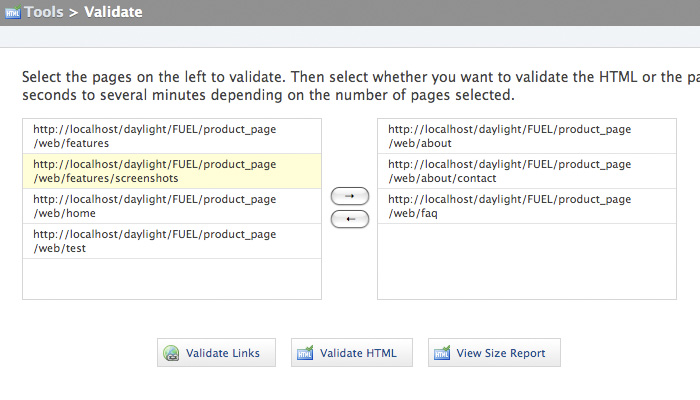 Tools > Validate
Select the pages on the left to validate. Then select whether you want to validate the HTML or the
seconds to several minutes depending on the number of pages selected.
http://localhost/daylight/FUEL/product_page
/web/features
http://localhost/daylight/FUEL/product_page
/web/features/screenshots
http://localhost/daylight/FUEL/product_page
/web/home
http://localhost/daylight/FUEL/product_page
/web/test
→
←
http://localhost/daylight/FUEL/product_page
/web/about
http://localhost/daylight/FUEL/product_page
/web/about/contact
http://localhost/daylight/FUEL/product_page
/web/faq
Validate Links
HTML Validate HTML
HTML View Size Report